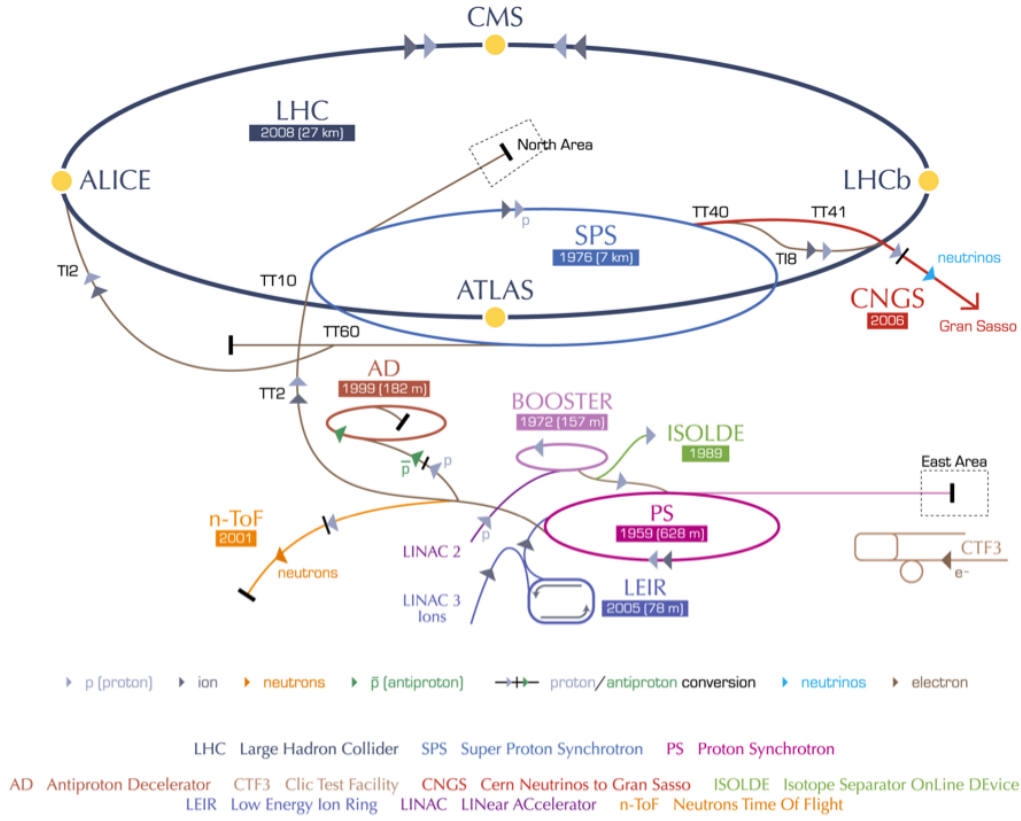 CMS
LHC
2008 (27 km)
North Area
ALICE
LHCb
TT40
TT41
p
SPS
1976 (7 km)
TI8
TI2
TT10
neutrinos
ATLAS
CNGS
2006
Gran Sasso
TT60
AD
1999 (182 m)
TT2
BOOSTER
1972 (157 m)
ISOLDE
1989
p
p̄
East Area
n-ToF
2001
PS
1959 (628 m)
LINAC 2
p
CTF3
e-
neutrons
LEIR
2005 (78 m)
LINAC 3
Ions
p (proton)
ion
neutrons
p̄ (antiproton)
proton/antiproton conversion
neutrinos
electron
LHC Large Hadron Collider SPS Super Proton Synchrotron PS Proton Synchrotron
AD Antiproton Decelerator CTF3 Clic Test Facility CNGS Cern Neutrinos to Gran Sasso ISOLDE Isotope Separator OnLine DEvice
LEIR Low Energy Ion Ring LINAC LINear ACcelerator n-ToF Neutrons Time Of Flight